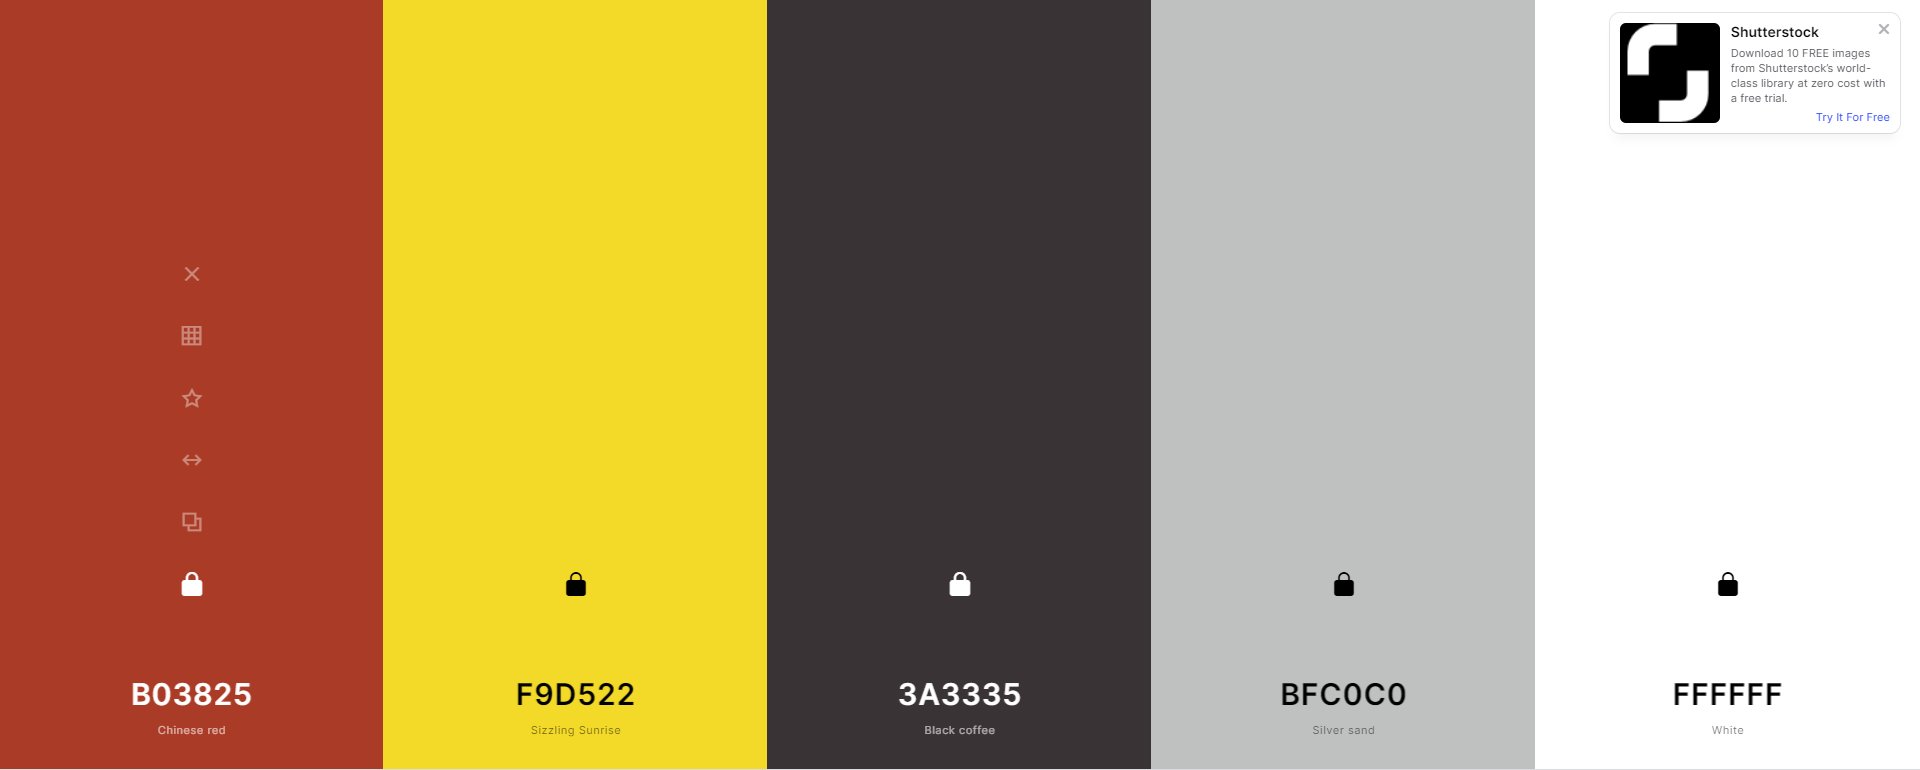 Shutterstock
Download 10 FREE images
from Shutterstock's world-
class library at zero cost with
a free trial.
Try It For Free
B03825
Chinese red
F9D522
Sizzling Sunrise
3A3335
Black coffee
BFC0C0
Silver sand
FFFFFF
White